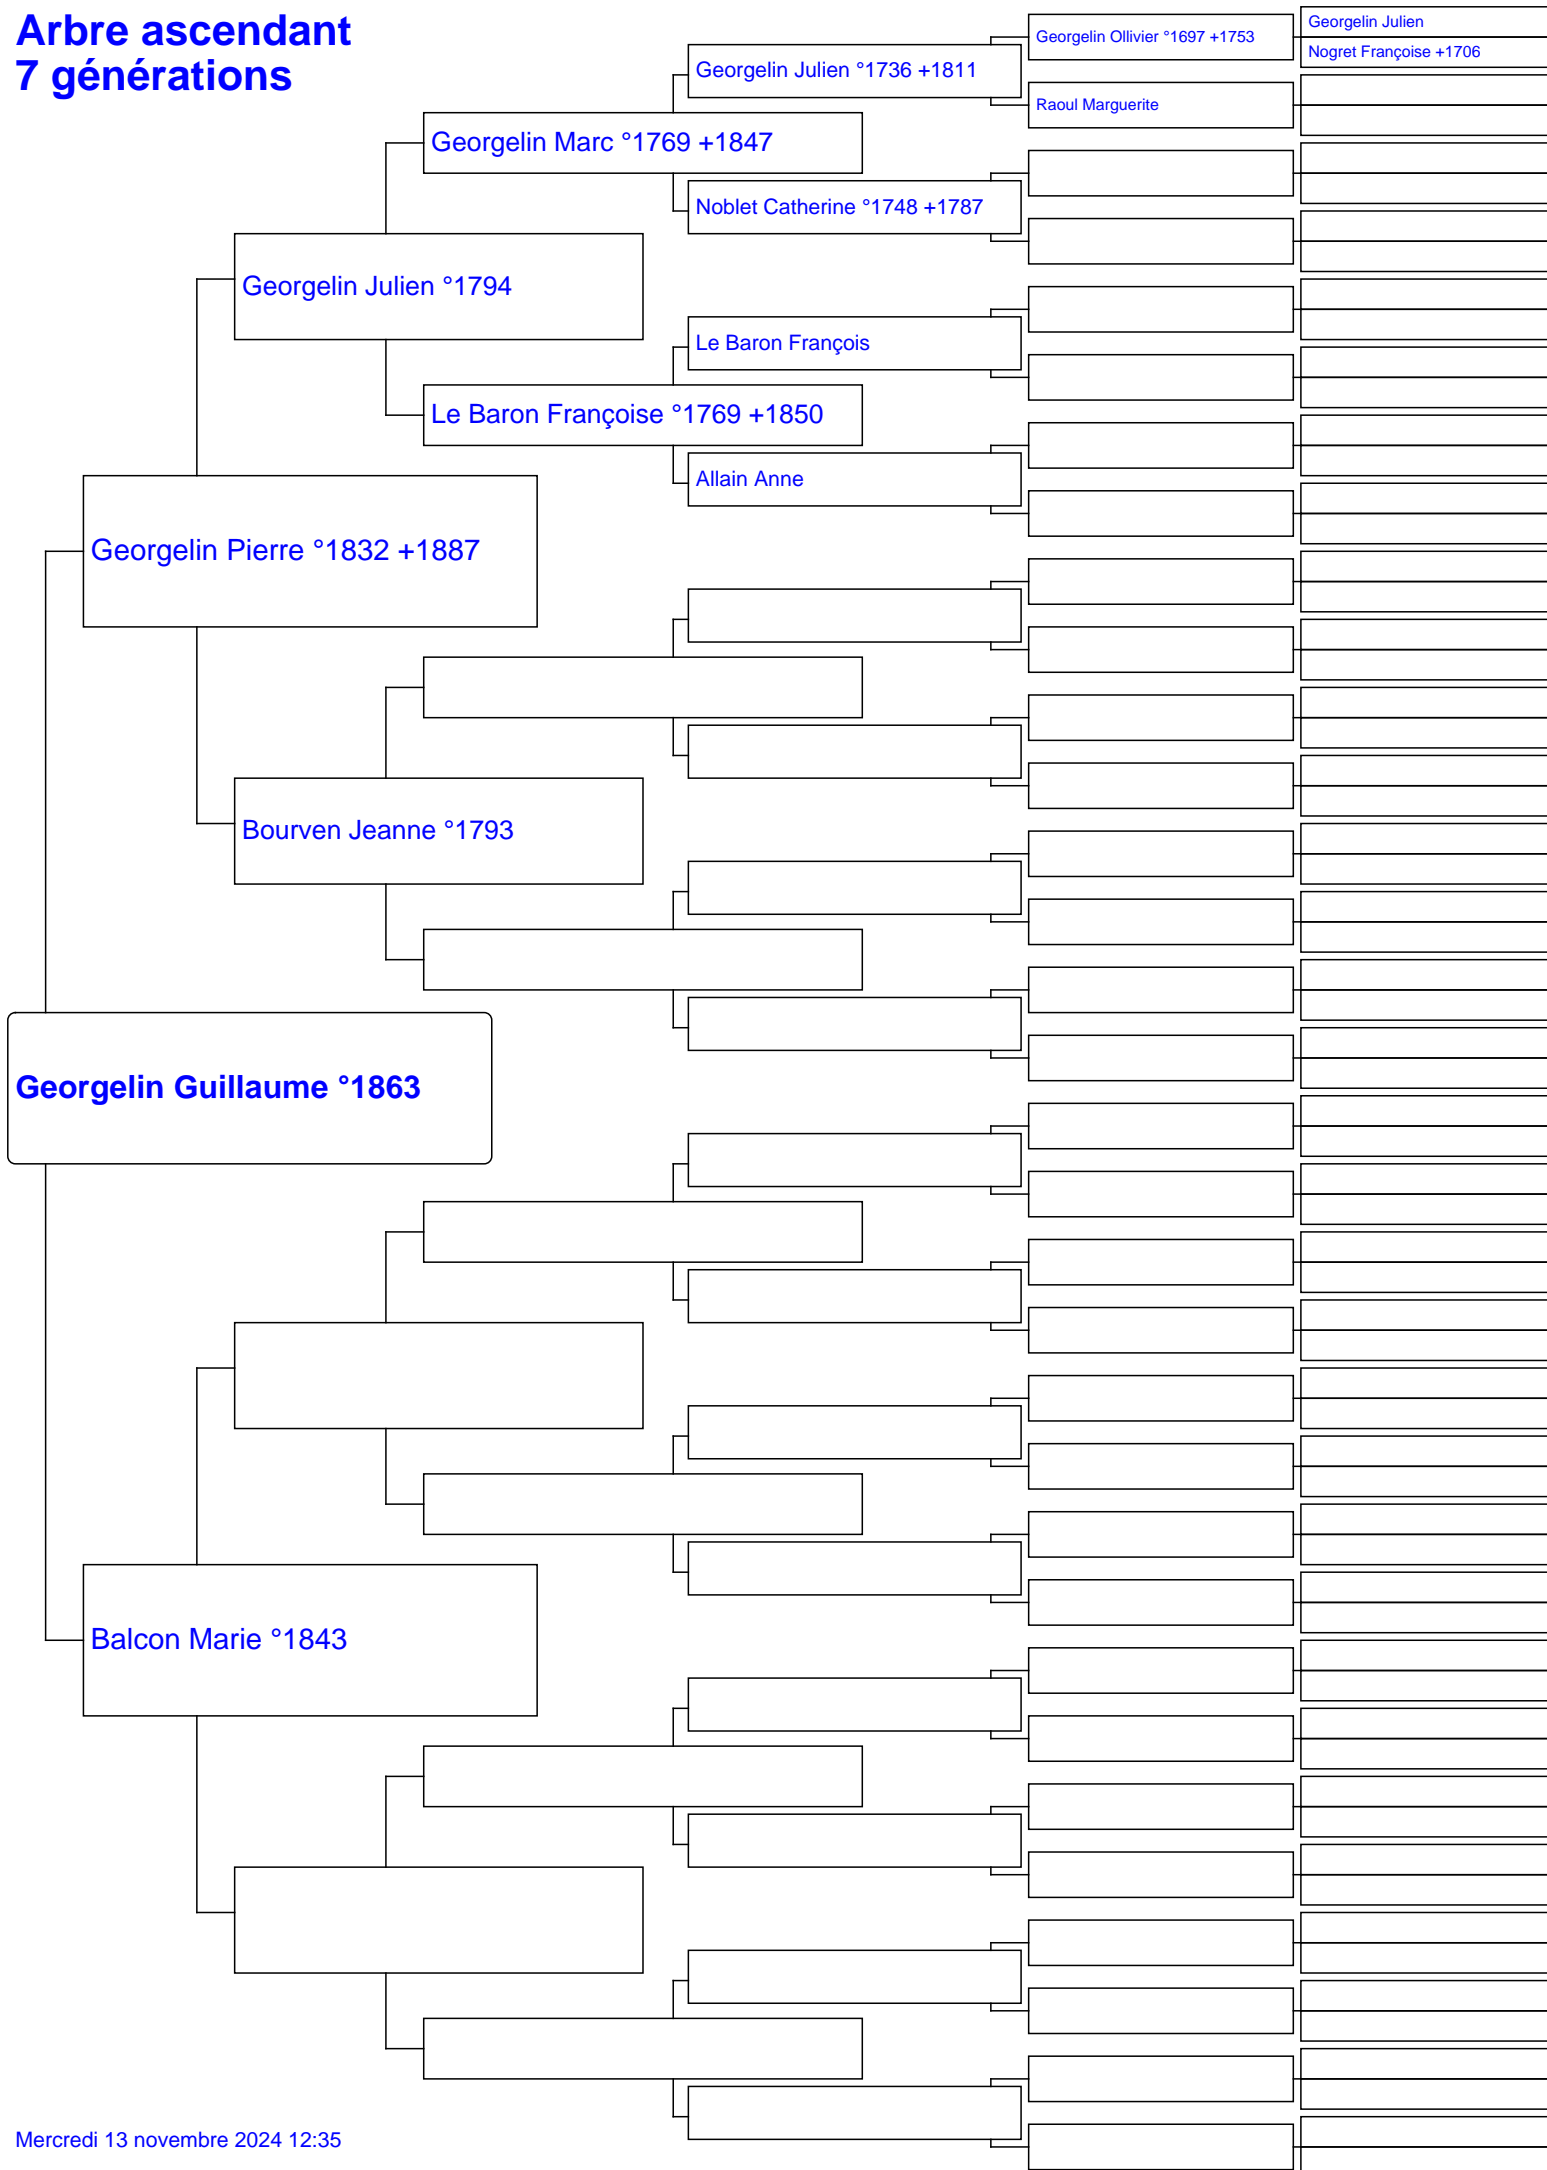 Arbre ascendant
7 générations
Georgelin Julien
Nogret Françoise +1706
Georgelin Ollivier °1697 +1753
Georgelin Julien °1736 +1811
Raoul Marguerite
Georgelin Marc °1769 +1847
Noblet Catherine °1748 +1787
Georgelin Julien °1794
Le Baron François
Le Baron Françoise °1769 +1850
Allain Anne
Georgelin Pierre °1832 +1887
Bourven Jeanne °1793
Georgelin Guillaume °1863
Balcon Marie °1843
Mercredi 13 novembre 2024 12:35